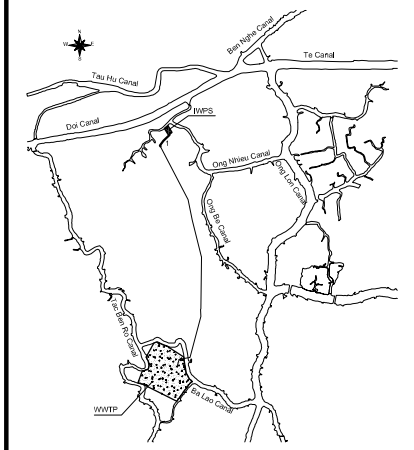 N
W E
S
Ben Nghe Canal
Te Canal
Tau Hu Canal
IWPS
Doi Canal
Ong Nhieu Canal
Ong Lon Canal
Ong Be Canal
Tac Ben Ro Canal
Ba Lao Canal
WWTP